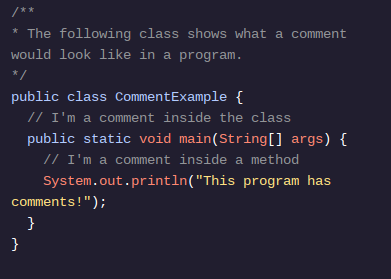 /**
* The following class shows what a comment
would look like in a program.
*/
public class CommentExample {
  // I'm a comment inside the class
  public static void main(String[] args) {
    // I'm a comment inside a method
    System.out.println("This program has
comments!");
  }
}